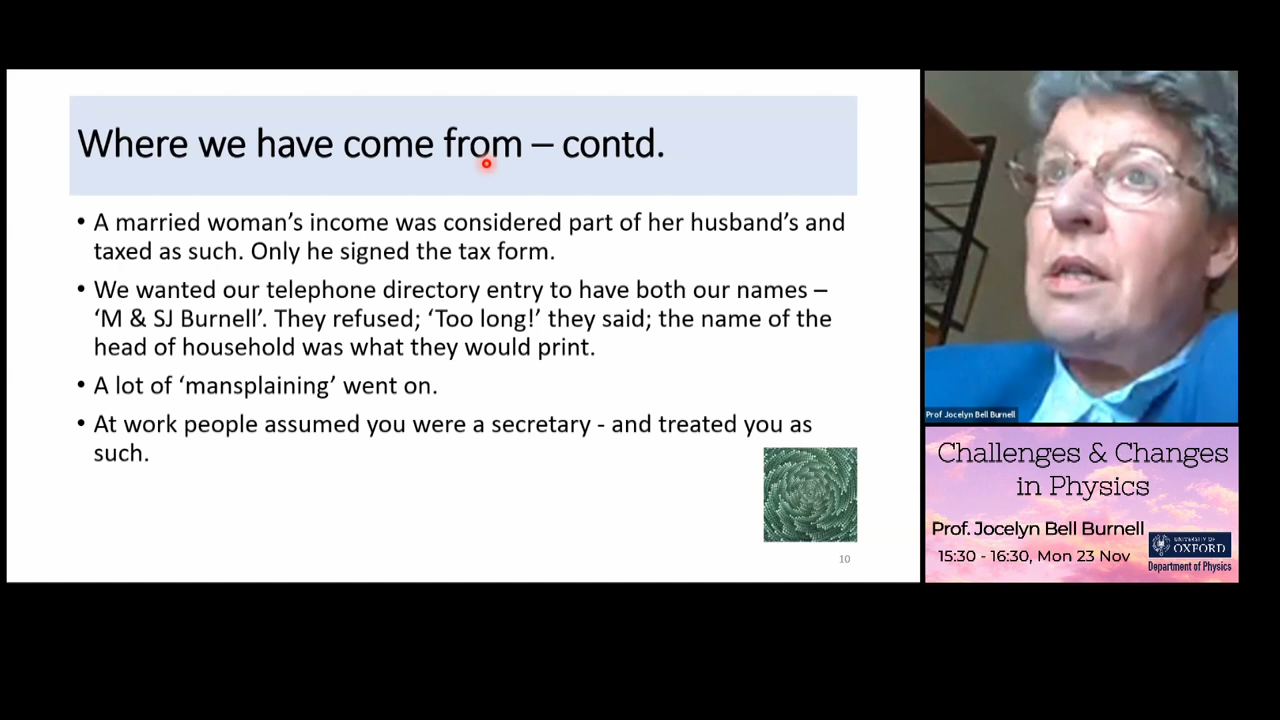 Where we have come from – contd.
• A married woman’s income was considered part of her husband’s and
taxed as such. Only he signed the tax form.
• We wanted our telephone directory entry to have both our names –
‘M & SJ Burnell’. They refused; ‘Too long!’ they said; the name of the
head of household was what they would print.
• A lot of ‘mansplaining’ went on.
• At work people assumed you were a secretary - and treated you as
such.
10
Prof Jocelyn Bell Burnell
Challenges & Changes
in Physics
Prof. Jocelyn Bell Burnell
15:30 - 16:30, Mon 23 Nov
UNIVERSITY OF
OXFORD
Department of Physics